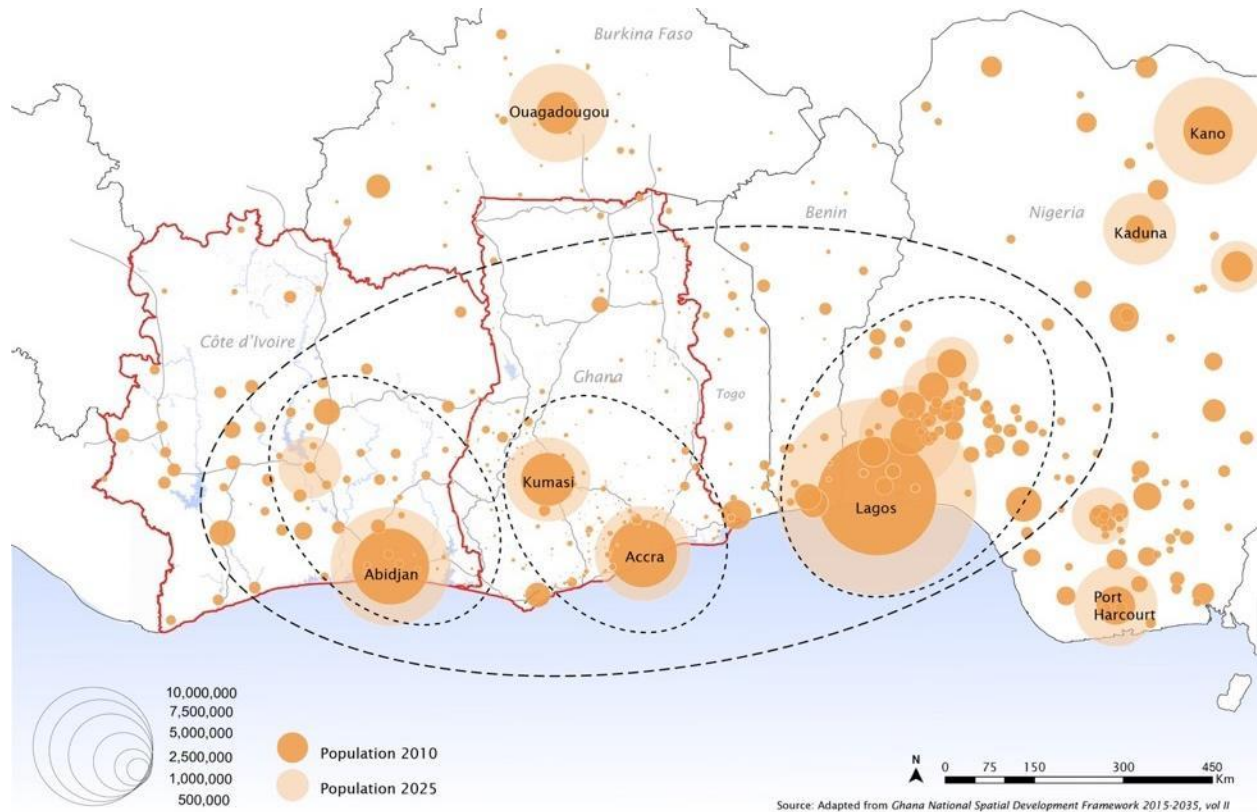 Burkina Faso
Ouagadougou
Kano
Benin
Nigeria
Kaduna
Côte d'Ivoire
Ghana
Togo
Kumasi
Lagos
Accra
Abidjan
Port
Harcourt
10,000,000
7,500,000
5,000,000
2,500,000
1,000,000
500,000
Population 2010
Population 2025
N
0 75 150 300 450
Km
Source: Adapted from Ghana National Spatial Development Framework 2015-2035, vol II